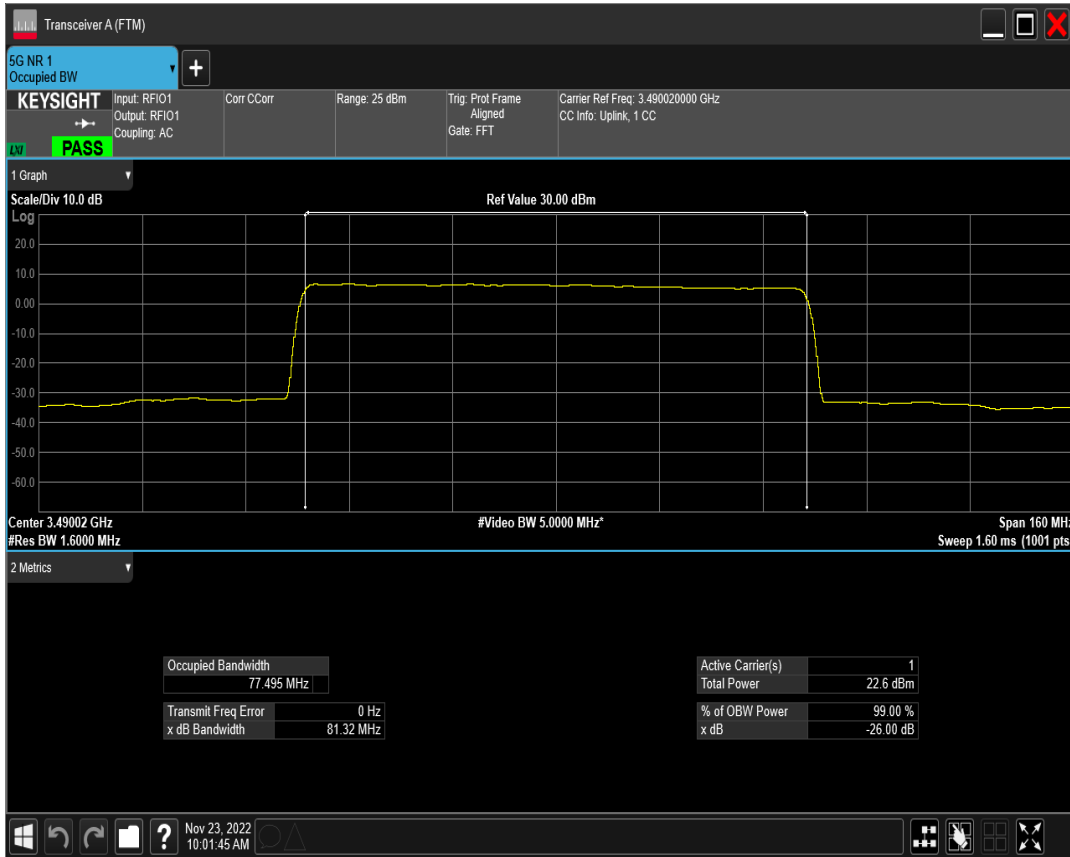 Transceiver A (FTM)
5G NR 1
Occupied BW
+
KEYSIGHT
LXI
PASS
Input: RFIO1
Output: RFIO1
Coupling: AC
Corr CCorr
Range: 25 dBm
Trig: Prot Frame
Aligned
Gate: FFT
Carrier Ref Freq: 3.490020000 GHz
CC Info: Uplink, 1 CC
1 Graph
Scale/Div 10.0 dB
Ref Value 30.00 dBm
Log
20.0
10.0
0.00
-10.0
-20.0
-30.0
-40.0
-50.0
-60.0
Center 3.49002 GHz
#Video BW 5.0000 MHz*
Span 160 MHz
#Res BW 1.6000 MHz
Sweep 1.60 ms (1001 pts
2 Metrics
Occupied Bandwidth
77.495 MHz
Transmit Freq Error 0 Hz
x dB Bandwidth 81.32 MHz
Active Carrier(s) 1
Total Power 22.6 dBm
% of OBW Power 99.00 %
x dB -26.00 dB
?
Nov 23, 2022
10:01:45 AM